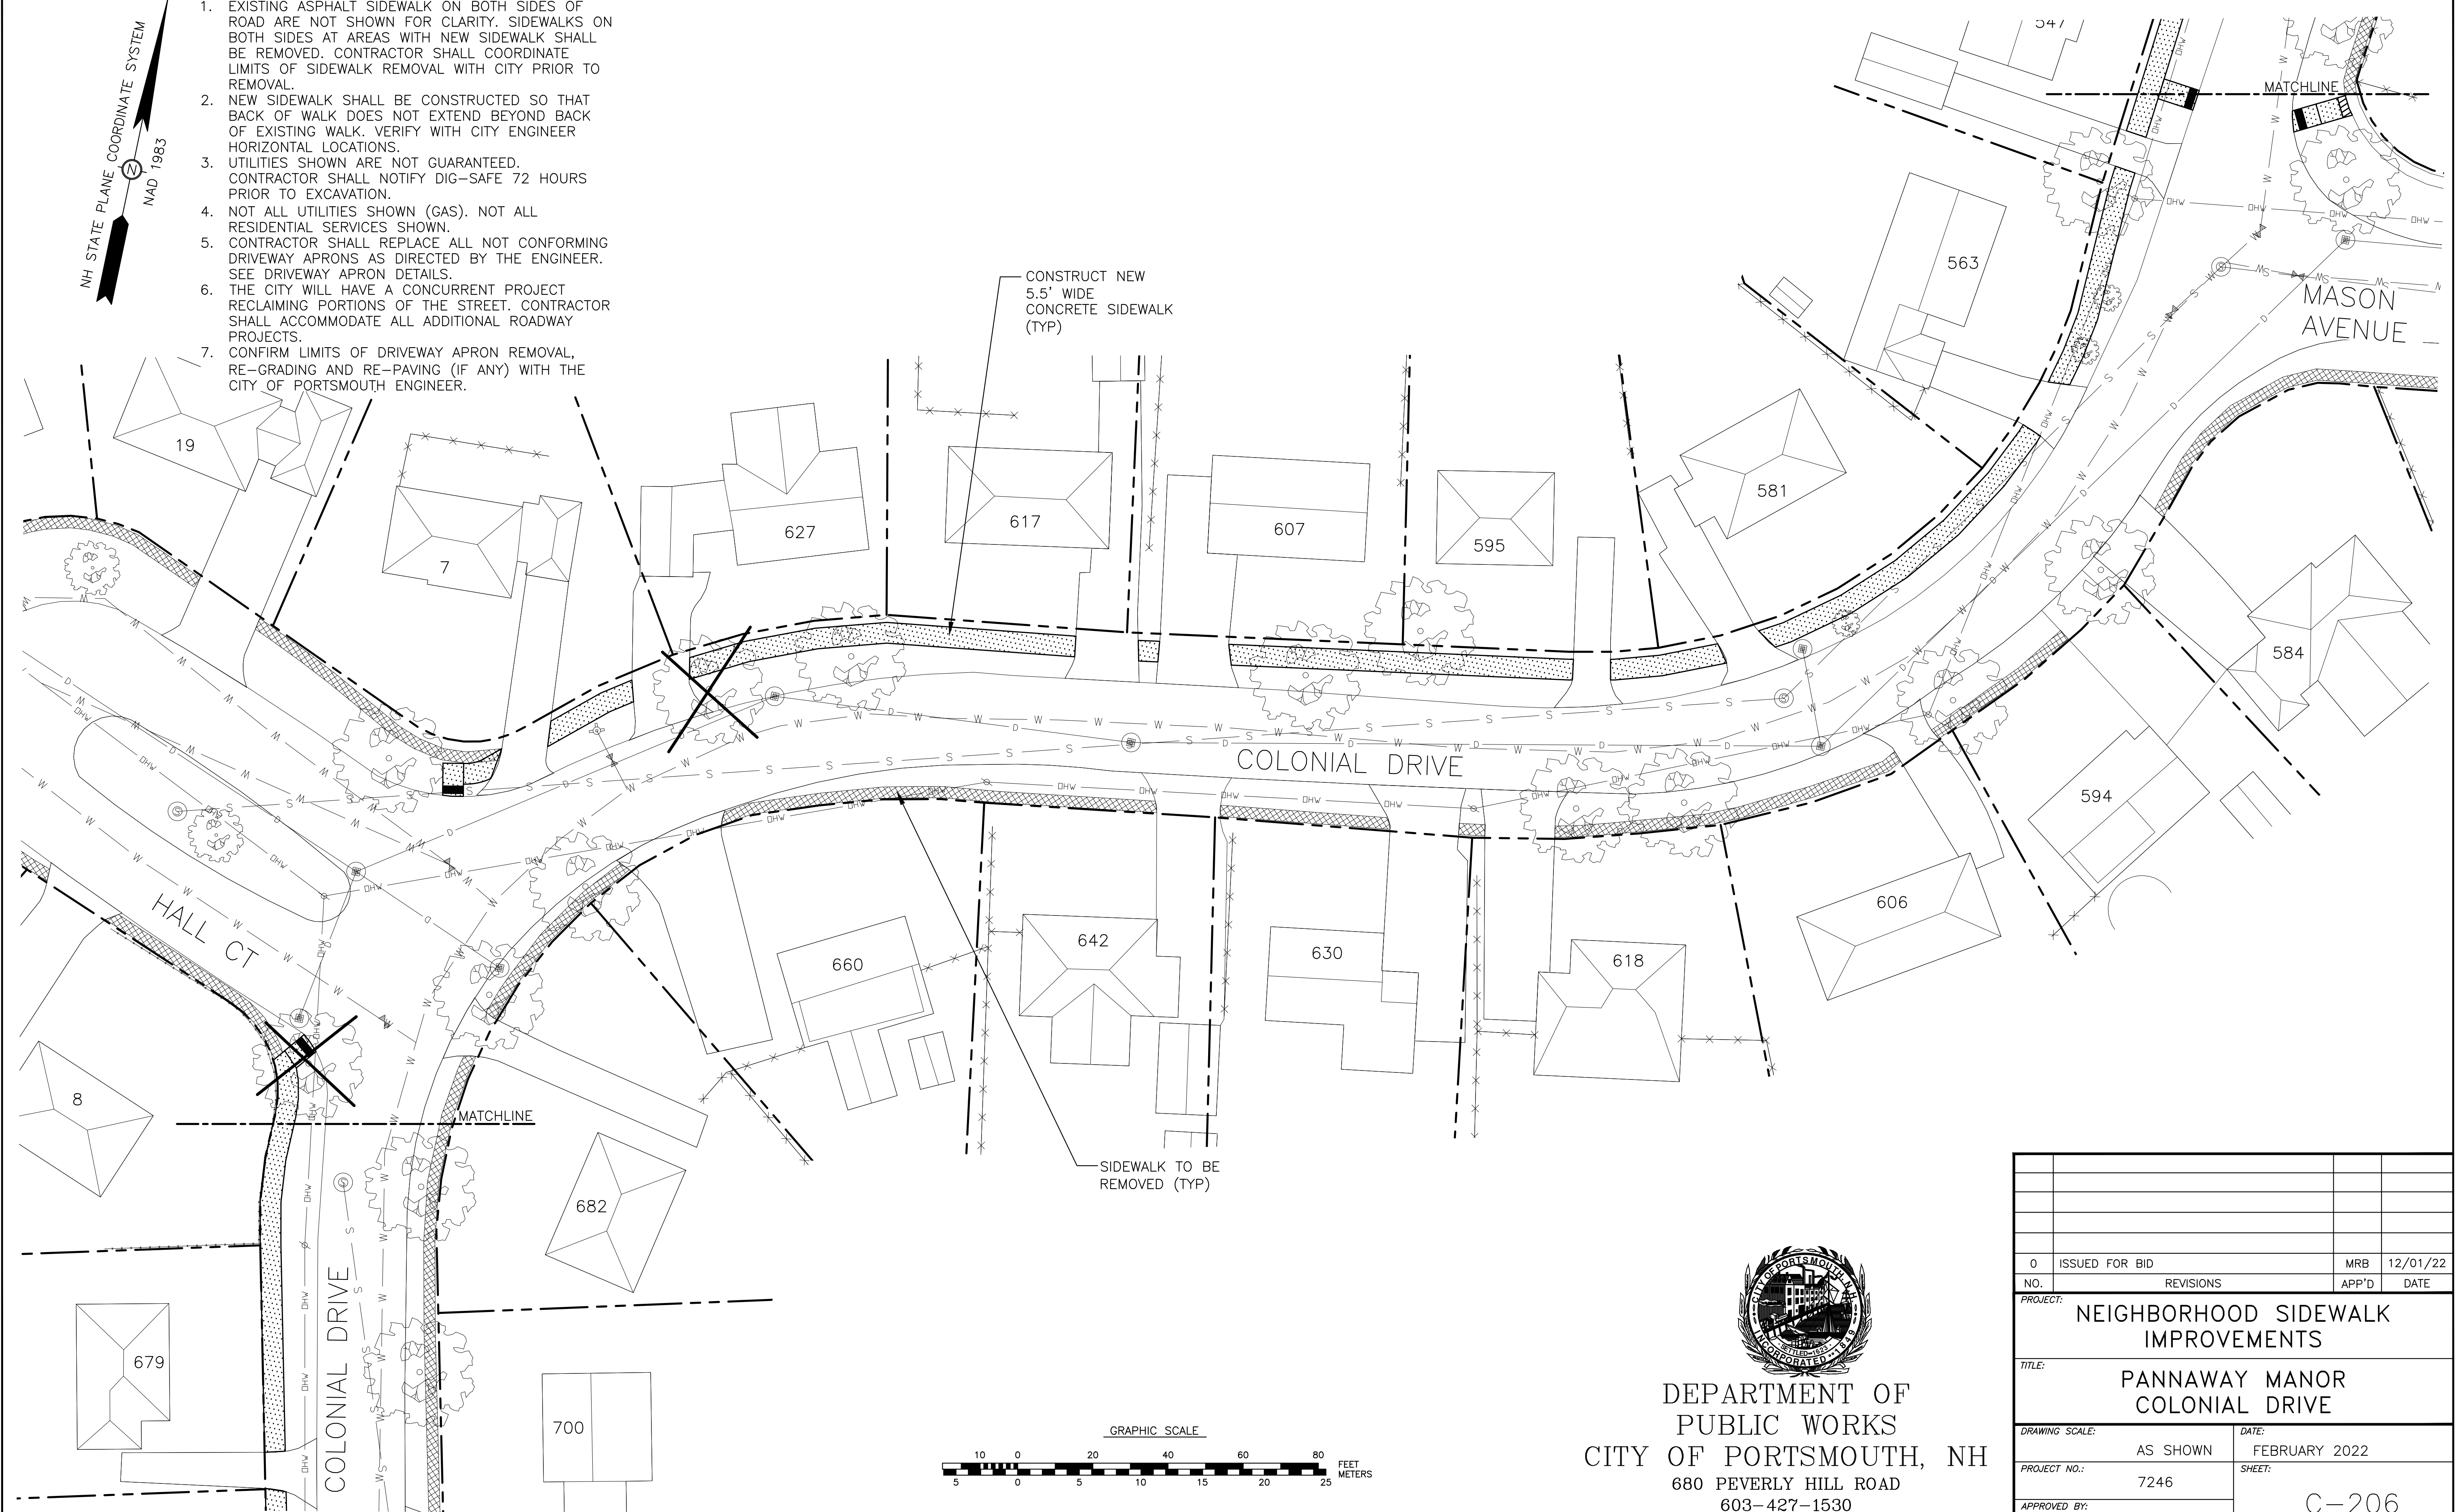 1. EXISTING ASPHALT SIDEWALK ON BOTH SIDES OF
ROAD ARE NOT SHOWN FOR CLARITY. SIDEWALKS ON
BOTH SIDES AT AREAS WITH NEW SIDEWALK SHALL
BE REMOVED. CONTRACTOR SHALL COORDINATE
LIMITS OF SIDEWALK REMOVAL WITH CITY PRIOR TO
REMOVAL.
2. NEW SIDEWALK SHALL BE CONSTRUCTED SO THAT
BACK OF WALK DOES NOT EXTEND BEYOND BACK
OF EXISTING WALK. VERIFY WITH CITY ENGINEER
HORIZONTAL LOCATIONS.
3. UTILITIES SHOWN ARE NOT GUARANTEED.
CONTRACTOR SHALL NOTIFY DIG-SAFE 72 HOURS
PRIOR TO EXCAVATION.
4. NOT ALL UTILITIES SHOWN (GAS). NOT ALL
RESIDENTIAL SERVICES SHOWN.
5. CONTRACTOR SHALL REPLACE ALL NOT CONFORMING
DRIVEWAY APRONS AS DIRECTED BY THE ENGINEER.
SEE DRIVEWAY APRON DETAILS.
6. THE CITY WILL HAVE A CONCURRENT PROJECT
RECLAIMING PORTIONS OF THE STREET. CONTRACTOR
SHALL ACCOMMODATE ALL ADDITIONAL ROADWAY
PROJECTS.
7. CONFIRM LIMITS OF DRIVEWAY APRON REMOVAL,
RE-GRADING AND RE-PAVING (IF ANY) WITH THE
CITY OF PORTSMOUTH ENGINEER.
NH STATE PLANE COORDINATE SYSTEM
N
NAD 1983
CONSTRUCT NEW
5.5' WIDE
CONCRETE SIDEWALK
(TYP)
547
MATCHLINE
563
MASON
AVENUE
19
7
627
617
607
595
581
584
594
COLONIAL DRIVE
HALL CT
660
642
630
618
606
8
MATCHLINE
SIDEWALK TO BE
REMOVED (TYP)
682
679
COLONIAL DRIVE
700
GRAPHIC SCALE
10 0 20 40 60 80
FEET
METERS
5 0 5 10 15 20 25
CITY OF PORTSMOUTH, N.H.
SETTLED-1623
INCORPORATED 1849
DEPARTMENT OF
PUBLIC WORKS
CITY OF PORTSMOUTH, NH
680 PEVERLY HILL ROAD
603-427-1530
0 ISSUED FOR BID MRB 12/01/22
NO. REVISIONS APP'D DATE
PROJECT:
NEIGHBORHOOD SIDEWALK
IMPROVEMENTS
TITLE:
PANNAWAY MANOR
COLONIAL DRIVE
DRAWING SCALE:
AS SHOWN
DATE:
FEBRUARY 2022
PROJECT NO.:
7246
SHEET:
C-206
APPROVED BY: